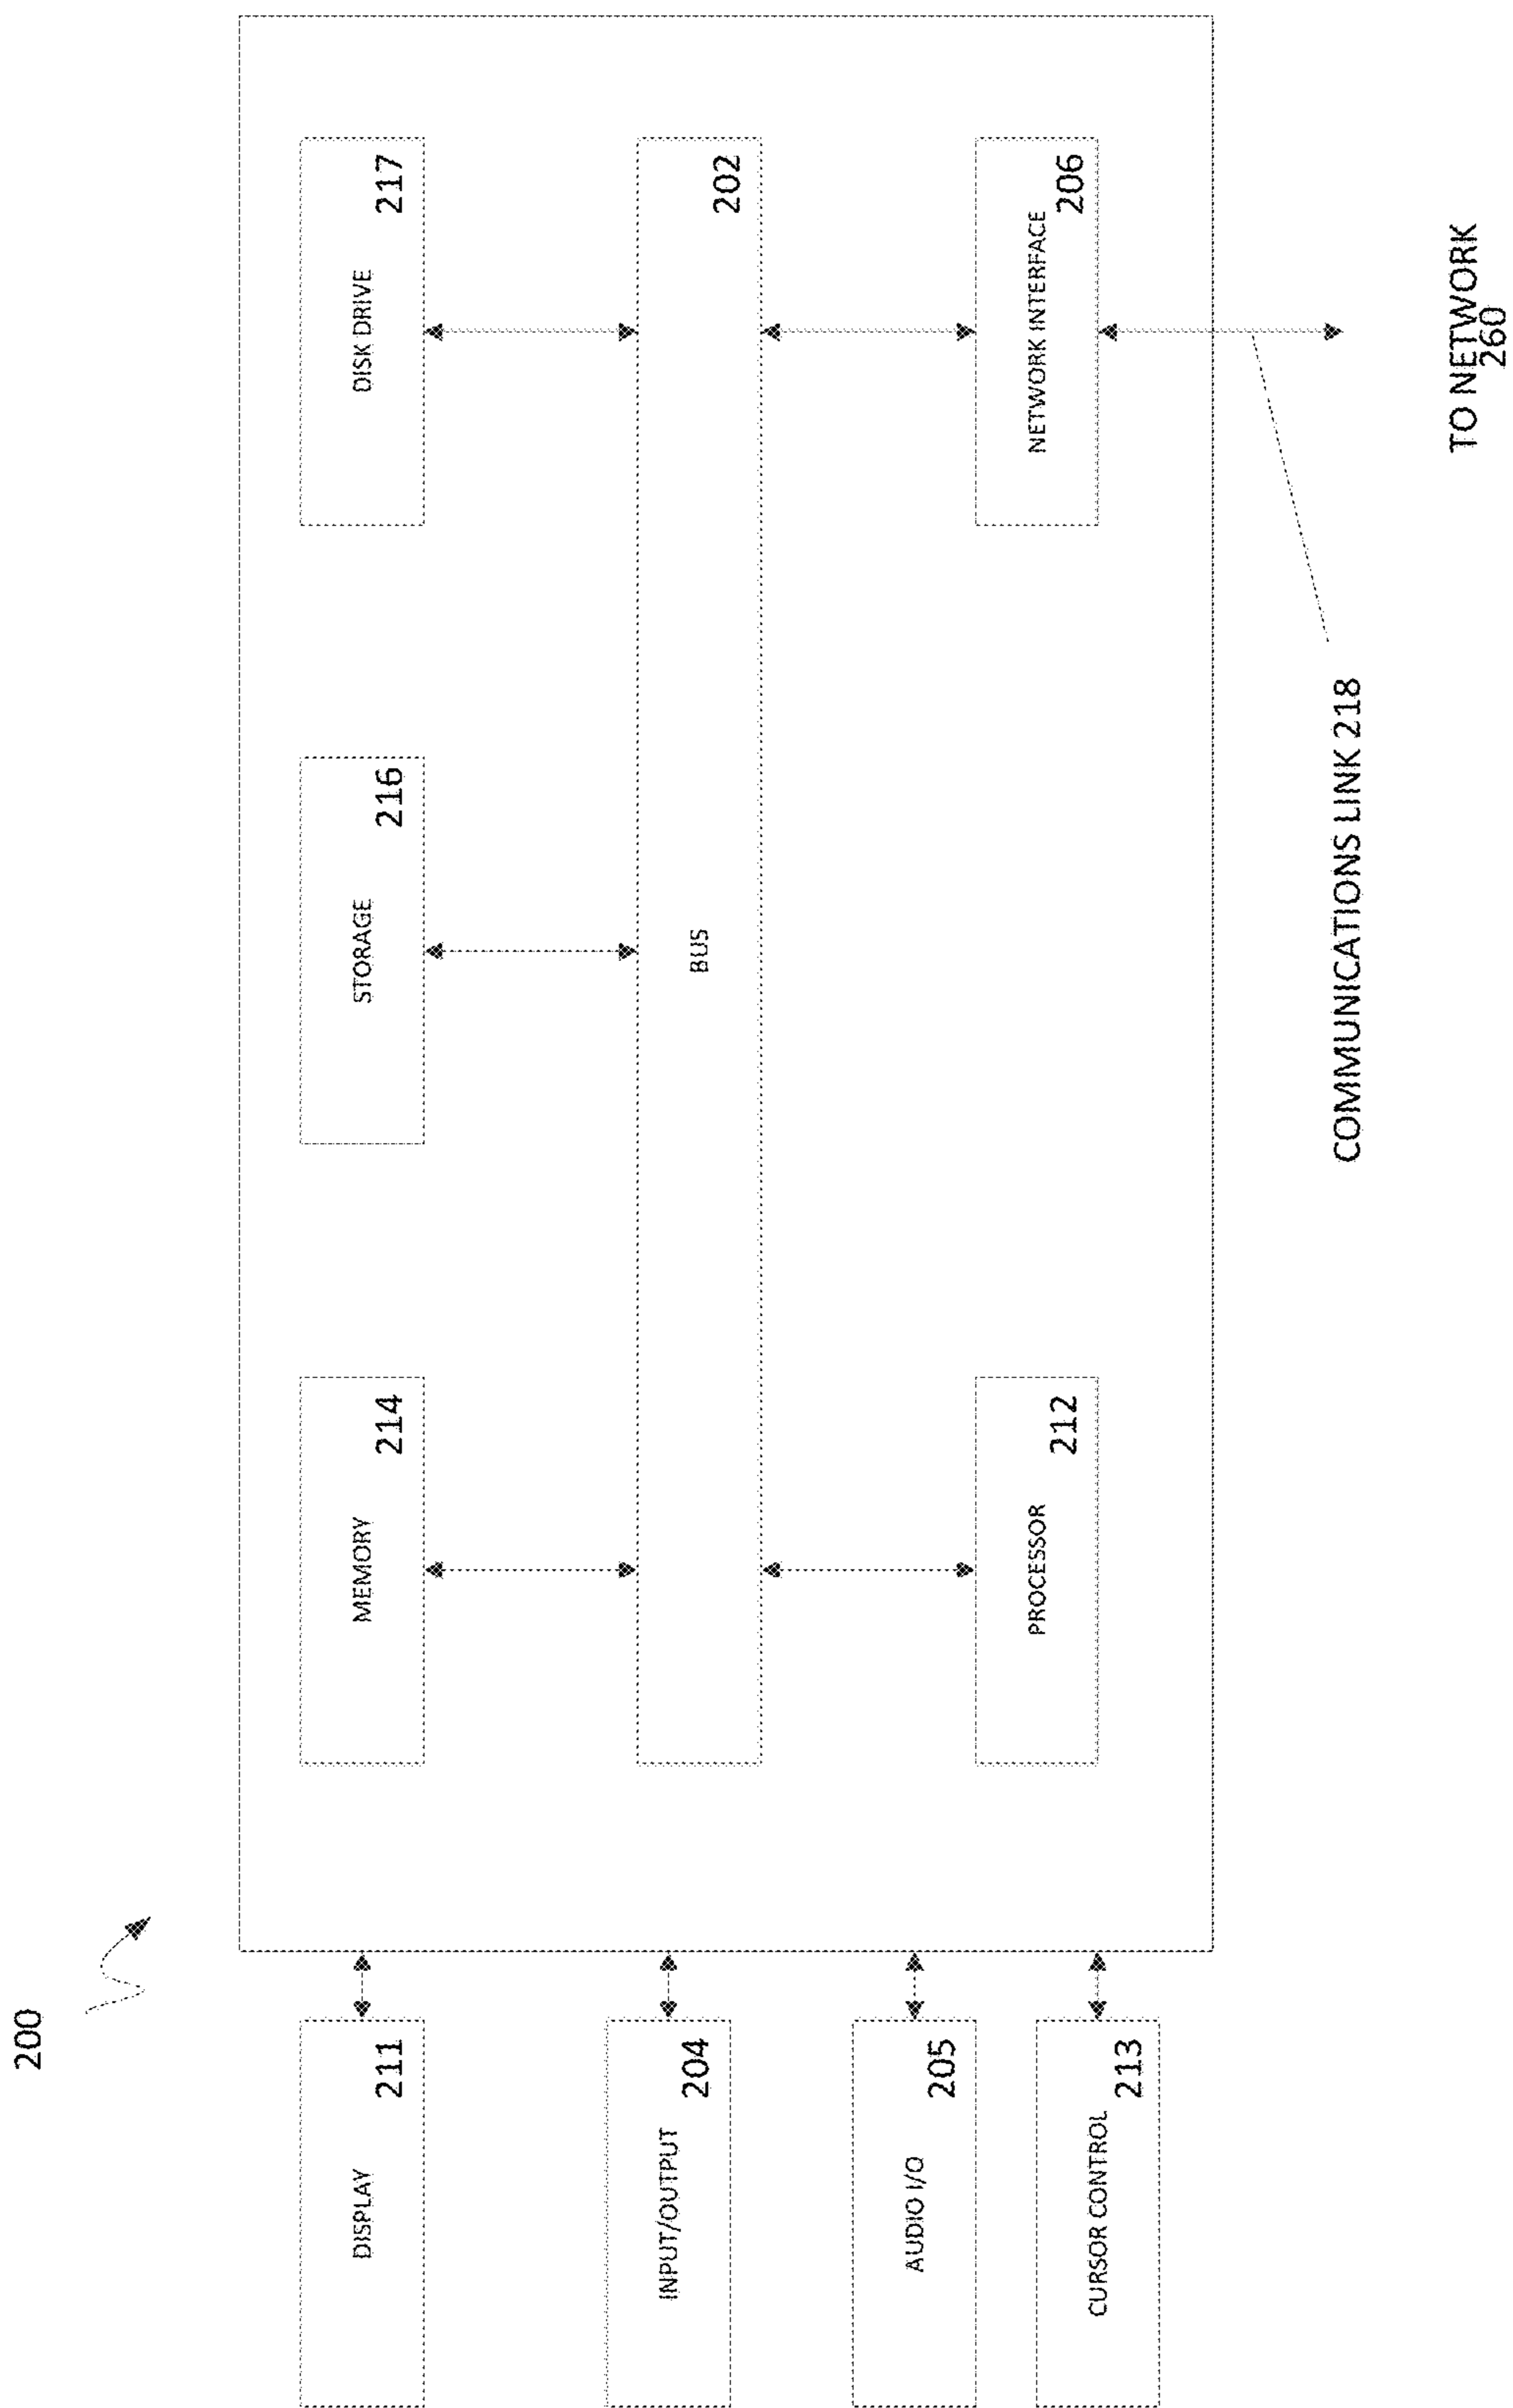 200
DISPLAY
211
INPUT/OUTPUT
204
AUDIO I/O
205
CURSOR CONTROL
213
MEMORY
214
STORAGE
216
DISK DRIVE
217
BUS
202
PROCESSOR
212
NETWORK INTERFACE
206
COMMUNICATIONS LINK 218
TO NETWORK
260